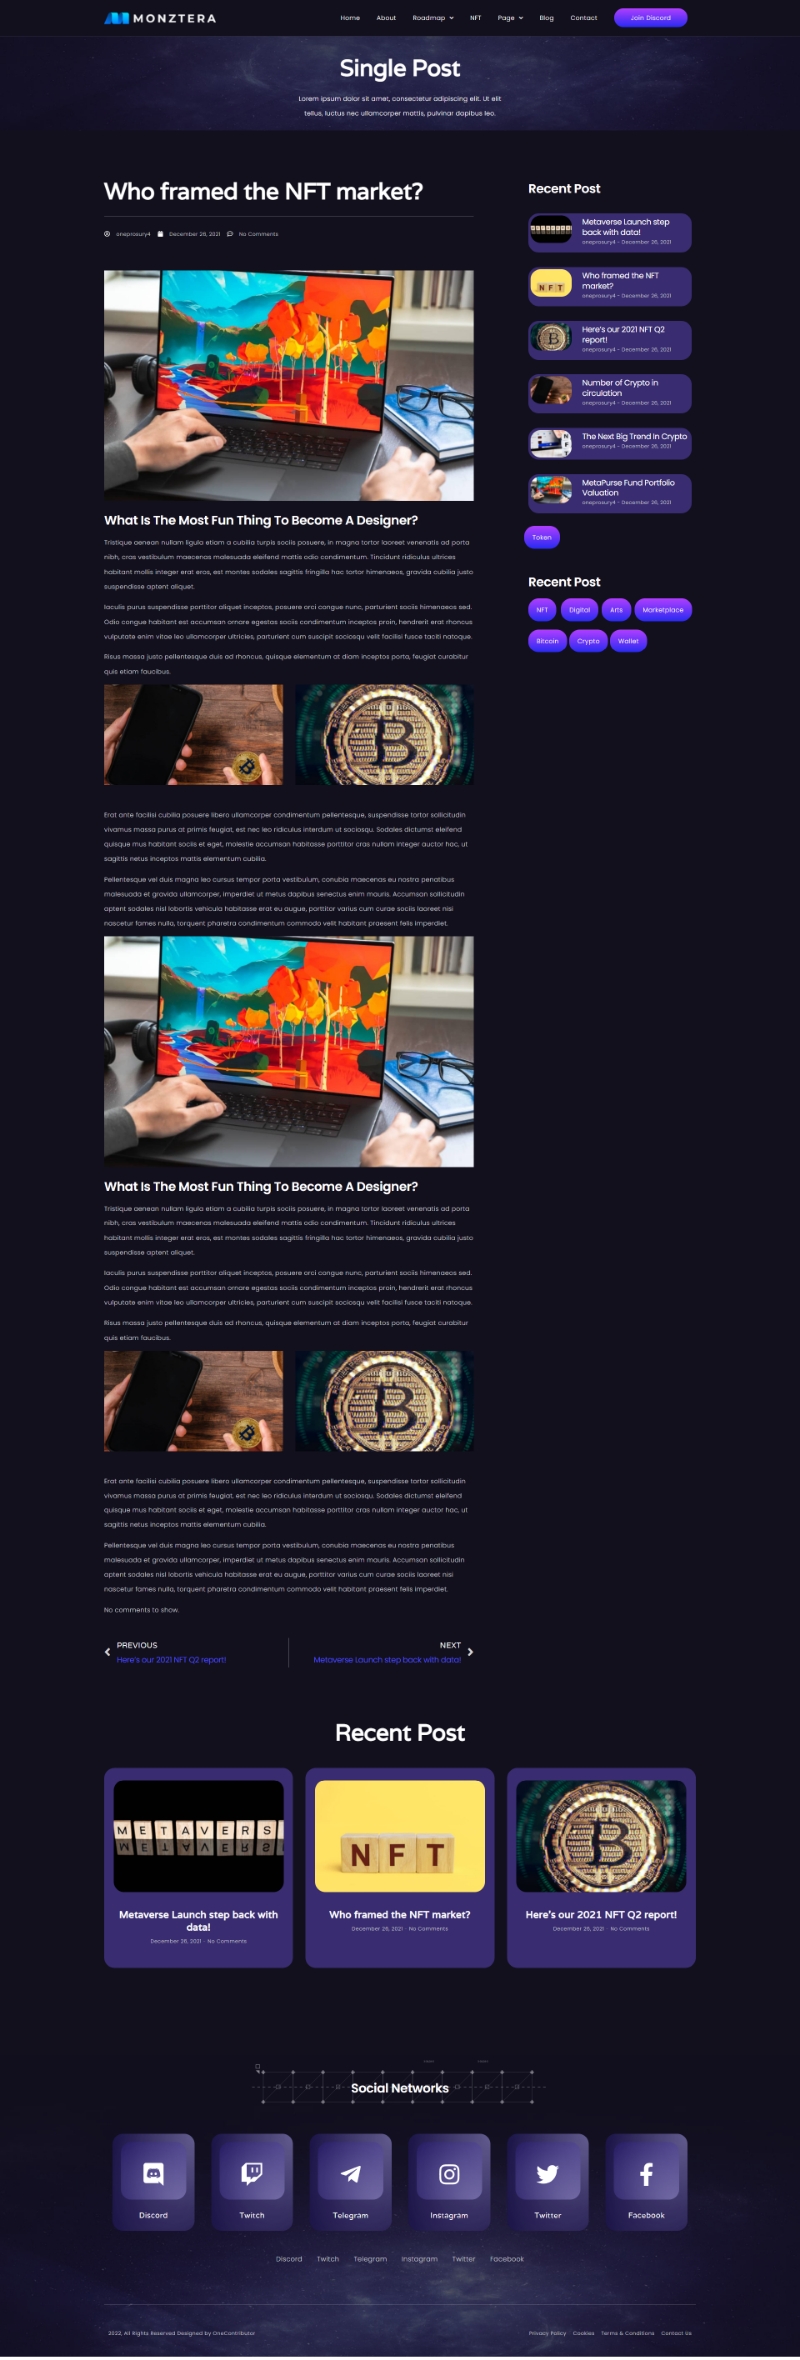 MONZTERA
Home About Roadmap NFT Page Blog Contact Join Discord
Single Post
Lorem ipsum dolor sit amet, consectetur adipiscing elit. Ut elit
tellus, luctus nec ullamcorper mattis, pulvinar dapibus leo.
Who framed the NFT market?
oneprosury4 December 26, 2021 No Comments
What Is The Most Fun Thing To Become A Designer?
Tristique aenean nullam ligula etiam a cubilia turpis sociis posuere, in magna tortor laoreet venenatis ad porta
nibh, cras vestibulum maecenas malesuada eleifend mattis odio condimentum. Tincidunt ridiculus ultrices
habitant mollis integer erat eros, est montes sodales sagittis fringilla hac tortor himenaeos, gravida cubilia justo
suspendisse aptent aliquet.
Iaculis purus suspendisse porttitor aliquet inceptos, posuere orci congue nunc, parturient sociis himenaeos sed.
Odio congue habitant est accumsan ornare egestas sociis condimentum inceptos proin, hendrerit erat rhoncus
vulputate enim vitae leo ullamcorper ultricies, parturient cum suscipit sociosqu velit facilisi fusce taciti natoque.
Risus massa justo pellentesque duis ad rhoncus, quisque elementum at diam inceptos porta, feugiat curabitur
quis etiam faucibus.
Erat ante facilisi cubilia posuere libero ullamcorper condimentum pellentesque, suspendisse tortor sollicitudin
vivamus massa purus at primis feugiat, est nec leo ridiculus interdum ut sociosqu. Sodales dictumst eleifend
quisque mus habitant sociis et eget, molestie accumsan habitasse porttitor cras nullam integer auctor hac, ut
sagittis netus inceptos mattis elementum cubilia.
Pellentesque vel duis magna leo cursus tempor porta vestibulum, conubia maecenas eu nostra penatibus
malesuada et gravida ullamcorper, imperdiet ut metus dapibus senectus enim mauris. Accumsan sollicitudin
aptent sodales nisl lobortis vehicula habitasse erat eu augue, porttitor varius cum curae sociis laoreet nisi
nascetur fames nulla, torquent pharetra condimentum commodo velit habitant praesent felis imperdiet.
What Is The Most Fun Thing To Become A Designer?
Tristique aenean nullam ligula etiam a cubilia turpis sociis posuere, in magna tortor laoreet venenatis ad porta
nibh, cras vestibulum maecenas malesuada eleifend mattis odio condimentum. Tincidunt ridiculus ultrices
habitant mollis integer erat eros, est montes sodales sagittis fringilla hac tortor himenaeos, gravida cubilia justo
suspendisse aptent aliquet.
Iaculis purus suspendisse porttitor aliquet inceptos, posuere orci congue nunc, parturient sociis himenaeos sed.
Odio congue habitant est accumsan ornare egestas sociis condimentum inceptos proin, hendrerit erat rhoncus
vulputate enim vitae leo ullamcorper ultricies, parturient cum suscipit sociosqu velit facilisi fusce taciti natoque.
Risus massa justo pellentesque duis ad rhoncus, quisque elementum at diam inceptos porta, feugiat curabitur
quis etiam faucibus.
Erat ante facilisi cubilia posuere libero ullamcorper condimentum pellentesque, suspendisse tortor sollicitudin
vivamus massa purus at primis feugiat, est nec leo ridiculus interdum ut sociosqu. Sodales dictumst eleifend
quisque mus habitant sociis et eget, molestie accumsan habitasse porttitor cras nullam integer auctor hac, ut
sagittis netus inceptos mattis elementum cubilia.
Pellentesque vel duis magna leo cursus tempor porta vestibulum, conubia maecenas eu nostra penatibus
malesuada et gravida ullamcorper, imperdiet ut metus dapibus senectus enim mauris. Accumsan sollicitudin
aptent sodales nisl lobortis vehicula habitasse erat eu augue, porttitor varius cum curae sociis laoreet nisi
nascetur fames nulla, torquent pharetra condimentum commodo velit habitant praesent felis imperdiet.
No comments to show.
PREVIOUS
Here's our 2021 NFT Q2 report!
NEXT
Metaverse Launch step back with data!
Recent Post
Metaverse Launch step
back with data!
oneprosury4 - December 26, 2021
NFT
Who framed the NFT
market?
oneprosury4 - December 26, 2021
Here's our 2021 NFT Q2
report!
oneprosury4 - December 26, 2021
Number of Crypto in
circulation
oneprosury4 - December 26, 2021
The Next Big Trend In Crypto
oneprosury4 - December 26, 2021
MetaPurse Fund Portfolio
Valuation
oneprosury4 - December 26, 2021
Token
Recent Post
NFT Digital Arts Marketplace
Bitcoin Crypto Wallet
Recent Post
METAVERS
Metaverse Launch step back with
data!
December 26, 2021 · No Comments
NFT
Who framed the NFT market?
December 26, 2021 · No Comments
Here's our 2021 NFT Q2 report!
December 26, 2021 · No Comments
Social Networks
Discord Twitch Telegram Instagram Twitter Facebook
Discord Twitch Telegram Instagram Twitter Facebook
2022, All Rights Reserved Designed by OneContributor
Privacy Policy Cookies Terms & Conditions Contact Us